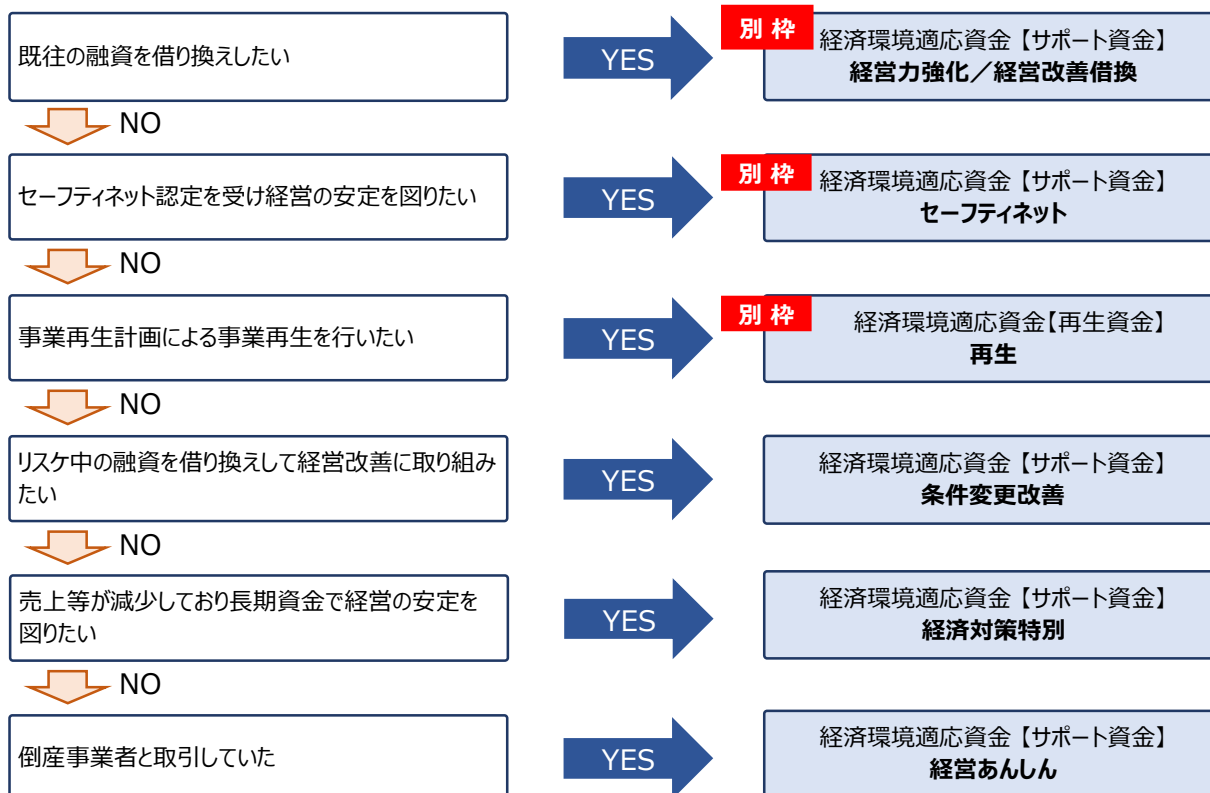 既往の融資を借り換えしたい
YES
別 枠
経済環境適応資金【サポート資金】
経営力強化／経営改善借換
NO
セーフティネット認定を受け経営の安定を図りたい
YES
別 枠
経済環境適応資金【サポート資金】
セーフティネット
NO
事業再生計画による事業再生を行いたい
YES
別 枠
経済環境適応資金【再生資金】
再生
NO
リスケ中の融資を借り換えして経営改善に取り組み
たい
YES
経済環境適応資金【サポート資金】
条件変更改善
NO
売上等が減少しており長期資金で経営の安定を
図りたい
YES
経済環境適応資金【サポート資金】
経済対策特別
NO
倒産事業者と取引していた
YES
経済環境適応資金【サポート資金】
経営あんしん